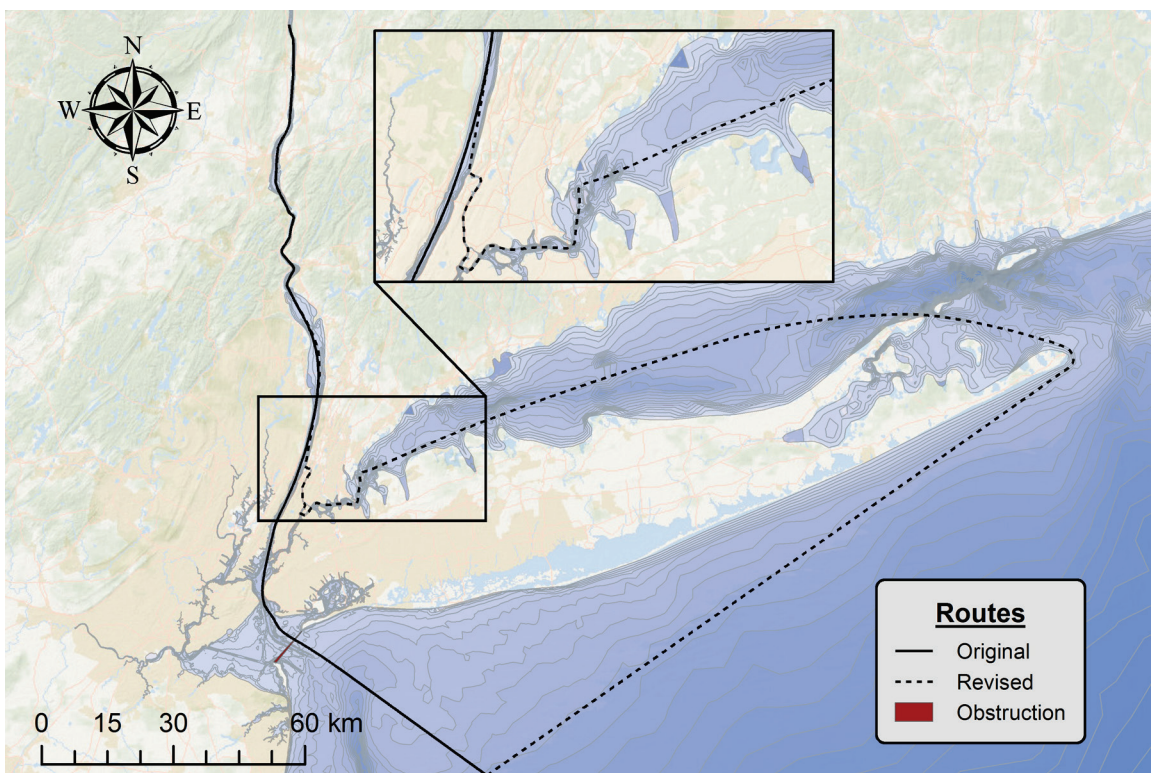 N
W E
S
Routes
Original
Revised
Obstruction
0 15 30 60 km